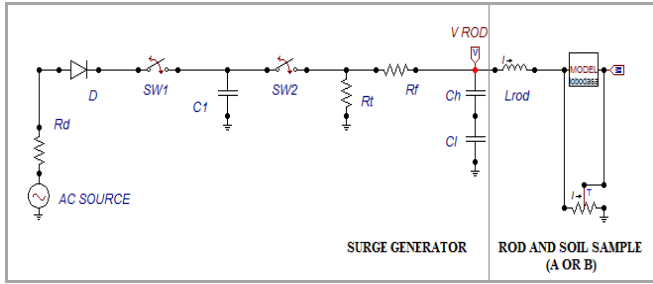 V ROD
I→
D
SW1
C1
SW2
Rt
Rf
Ch
Lrod
MODEL
Cl
Rd
I→
T
AC SOURCE
SURGE GENERATOR
ROD AND SOIL SAMPLE
(A OR B)